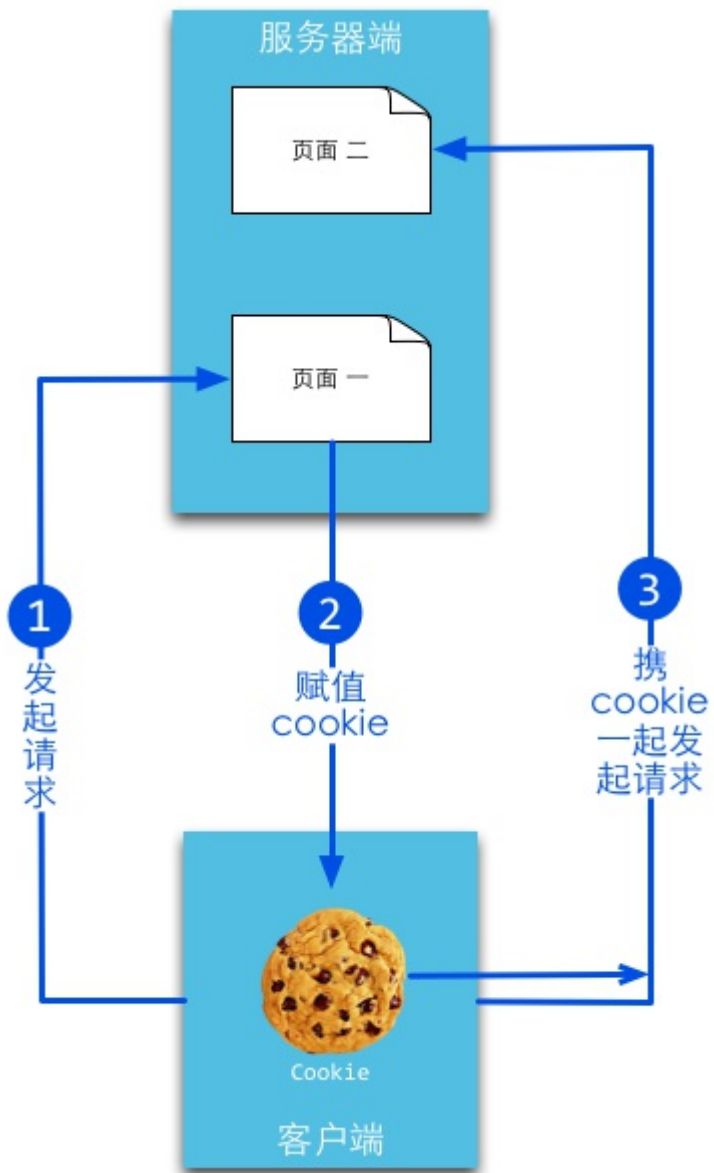 服务器端
页面 二
页面 一
1
发
起
请
求
2
赋值
cookie
3
携
cookie
一起发
起请求
Cookie
客户端